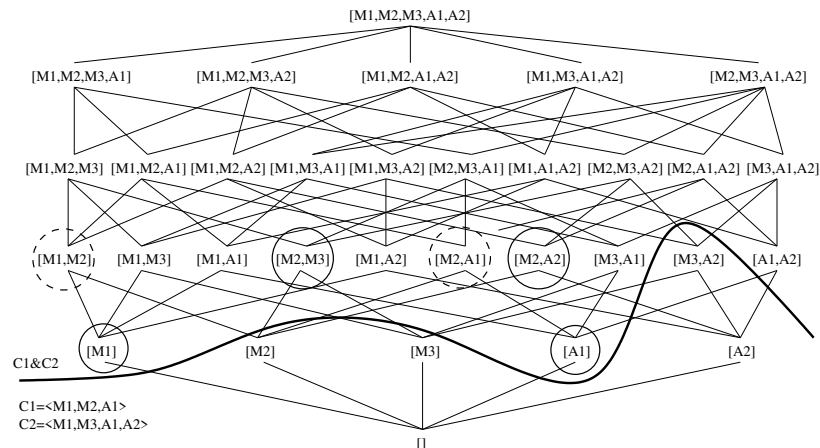 [M1,M2,M3,A1,A2]
[M1,M2,M3,A1] [M1,M2,M3,A2] [M1,M2,A1,A2] [M1,M3,A1,A2] [M2,M3,A1,A2]
[M1,M2,M3] [M1,M2,A1] [M1,M2,A2] [M1,M3,A1] [M1,M3,A2] [M2,M3,A1] [M1,A1,A2] [M2,M3,A2] [M2,A1,A2] [M3,A1,A2]
[M1,M2] [M1,M3] [M1,A1] [M2,M3] [M1,A2] [M2,A1] [M2,A2] [M3,A1] [M3,A2] [A1,A2]
[M1] [M2] [M3] [A1] [A2]
C1&C2
C1=<M1,M2,A1>
C2=<M1,M3,A1,A2>
[]